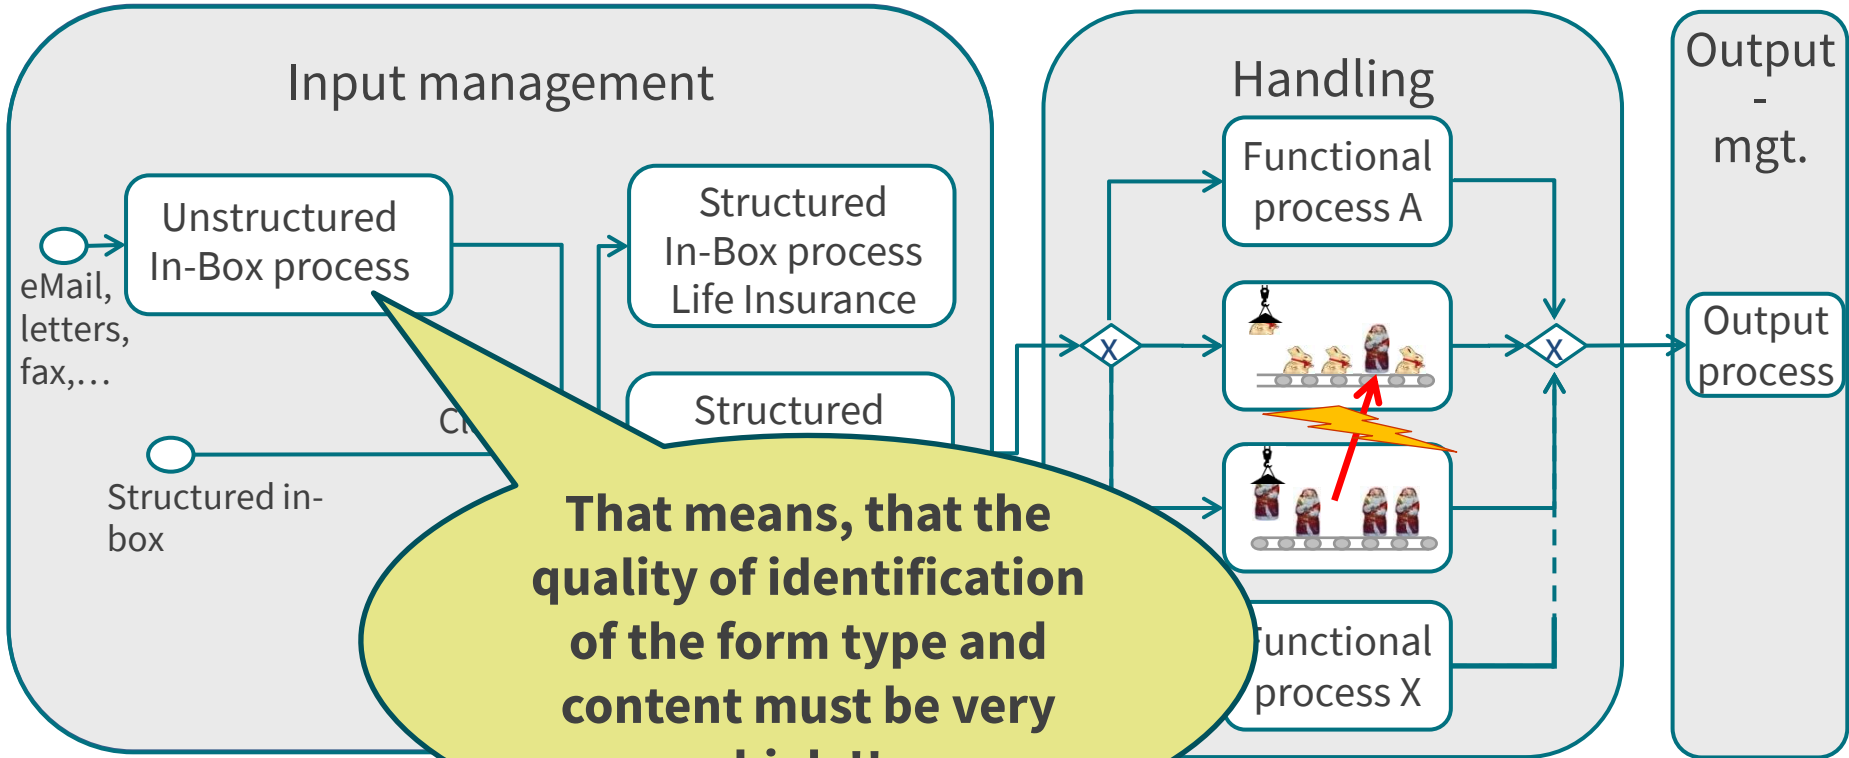 Input management
Unstructured
In-Box process
eMail,
letters,
fax,…
Structured in-
box
Structured
In-Box process
Life Insurance
Structured
That means, that the
quality of identification
of the form type and
content must be very
Handling
Functional
process A
X
X
Functional
process X
Output
-
mgt.
Output
process